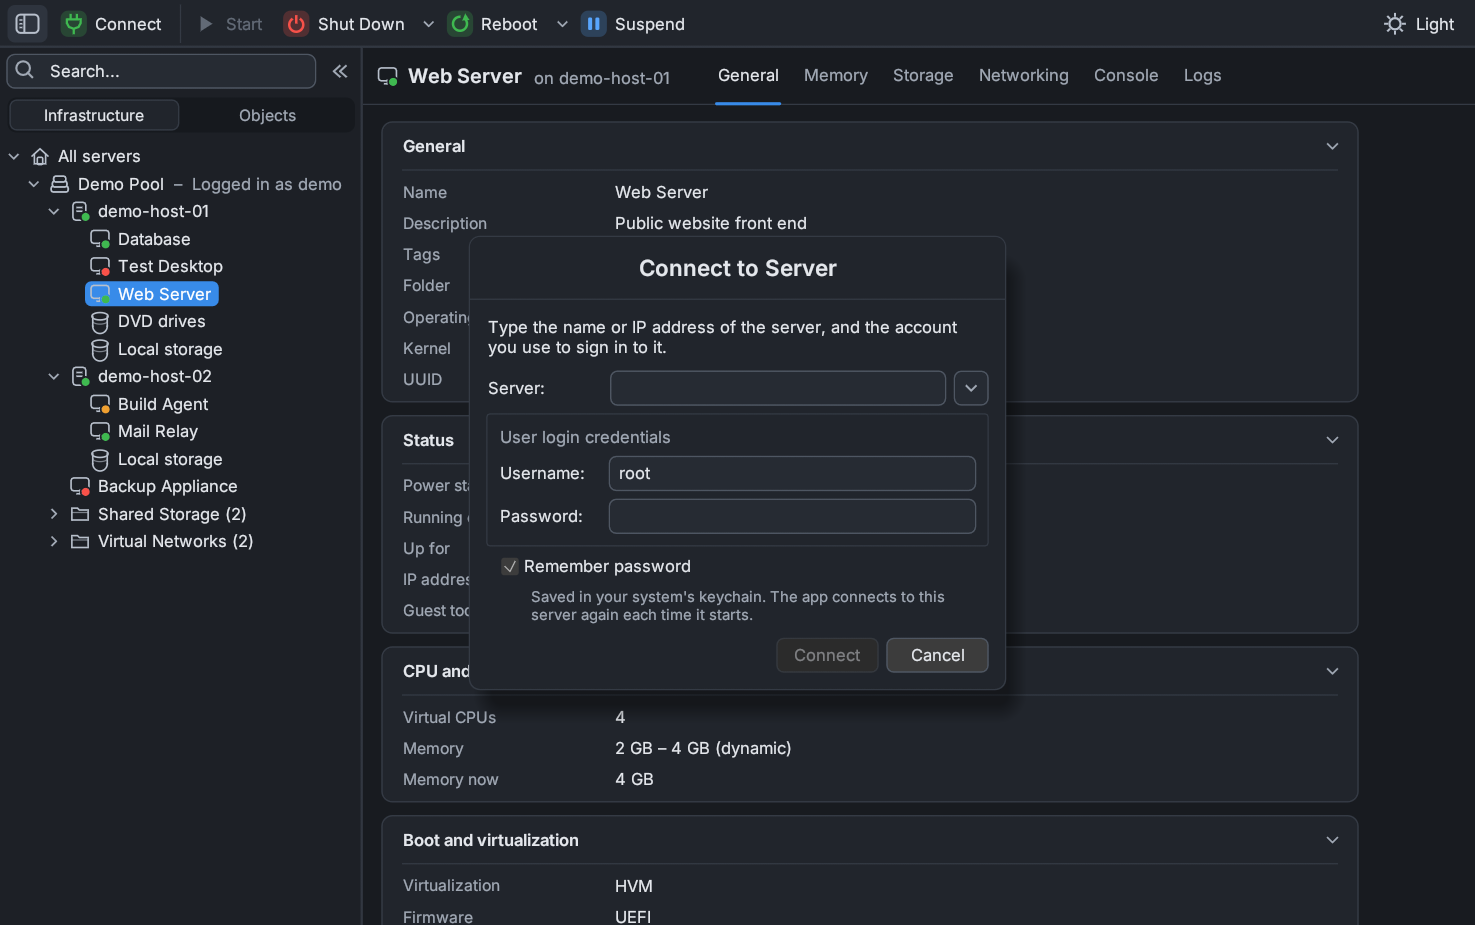 Connect
Start
Shut Down
Reboot
Suspend
Light
Search...
Infrastructure
Objects
All servers
Demo Pool – Logged in as demo
demo-host-01
Database
Test Desktop
Web Server
DVD drives
Local storage
demo-host-02
Build Agent
Mail Relay
Local storage
Backup Appliance
Shared Storage (2)
Virtual Networks (2)
Web Server on demo-host-01
General
Memory
Storage
Networking
Console
Logs
General
Name Web Server
Description Public website front end
Tags
Folder
Kernel
UUID
Status
Power
Running
Up for
IP
Guest
CPU and
Virtual CPUs 4
Memory 2 GB – 4 GB (dynamic)
Memory now 4 GB
Boot and virtualization
Virtualization HVM
Firmware UEFI
Connect to Server
Type the name or IP address of the server, and the account
you use to sign in to it.
Server:
User login credentials
Username: root
Password:
Remember password
Saved in your system's keychain. The app connects to this
server again each time it starts.
Connect
Cancel